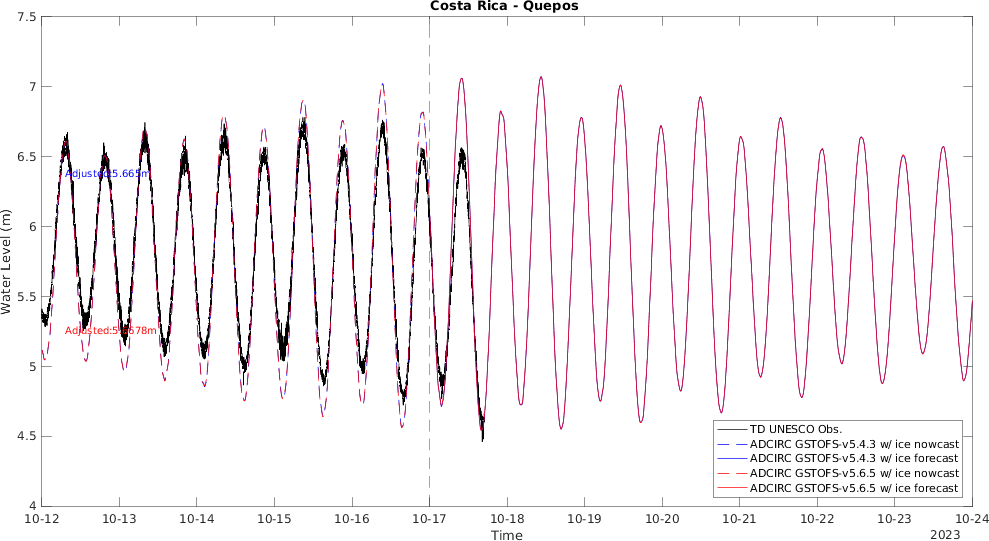 Costa Rica - Quepos
7.5
7
6.5
6
5.5
5
4.5
4
Water Level (m)
Adjusted:5.665m
TD UNESCO Obs.
ADCIRC GSTOFS-v5.4.3 w/ ice nowcast
ADCIRC GSTOFS-v5.4.3 w/ ice forecast
ADCIRC GSTOFS-v5.6.5 w/ ice nowcast
ADCIRC GSTOFS-v5.6.5 w/ ice forecast
10-12 10-13 10-14 10-15 10-16 10-17 10-18 10-19 10-20 10-21 10-22 10-23 10-24
Time
2023